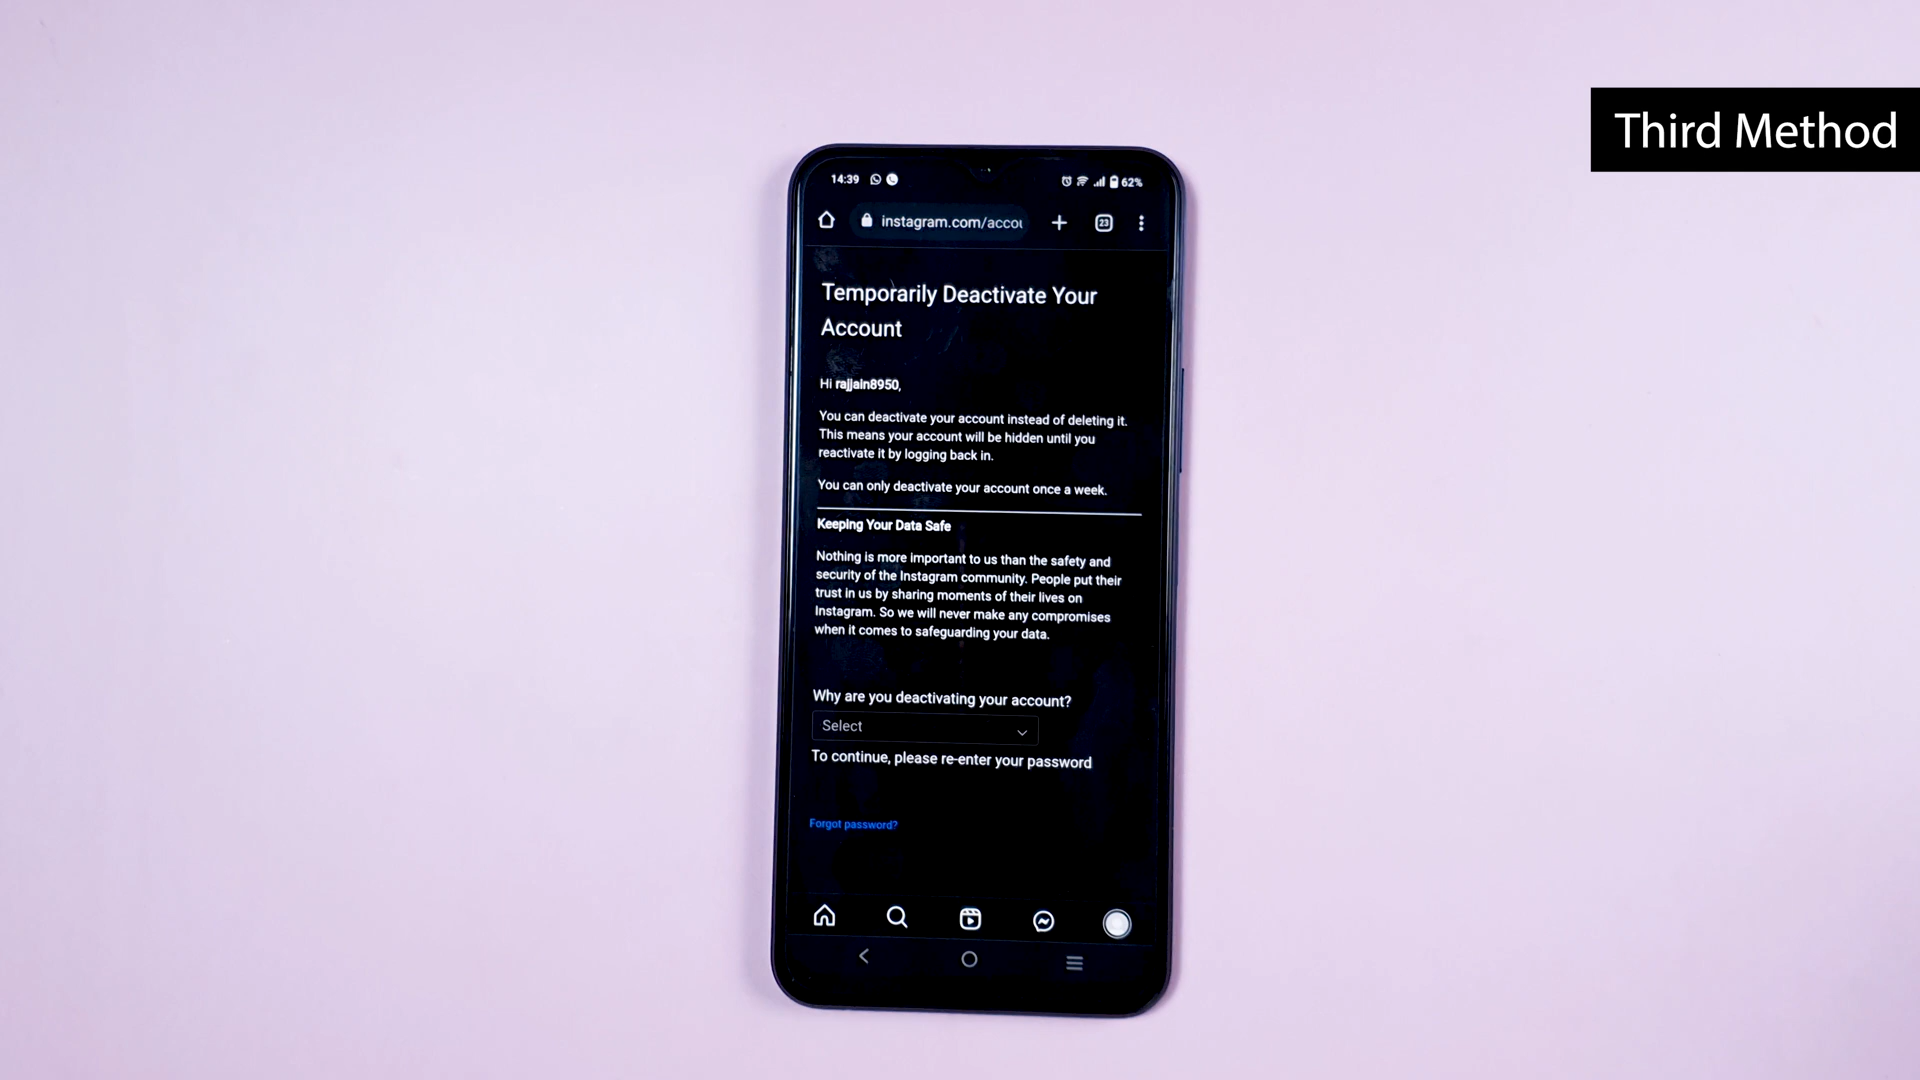 Third Method
14:39
62%
instagram.com/accou
23
Temporarily Deactivate Your
Account
Hi rajjain8950,
You can deactivate your account instead of deleting it.
This means your account will be hidden until you
reactivate it by logging back in.
You can only deactivate your account once a week.
Keeping Your Data Safe
Nothing is more important to us than the safety and
security of the Instagram community. People put their
trust in us by sharing moments of their lives on
Instagram. So we will never make any compromises
when it comes to safeguarding your data.
Why are you deactivating your account?
Select
To continue, please re-enter your password
Forgot password?